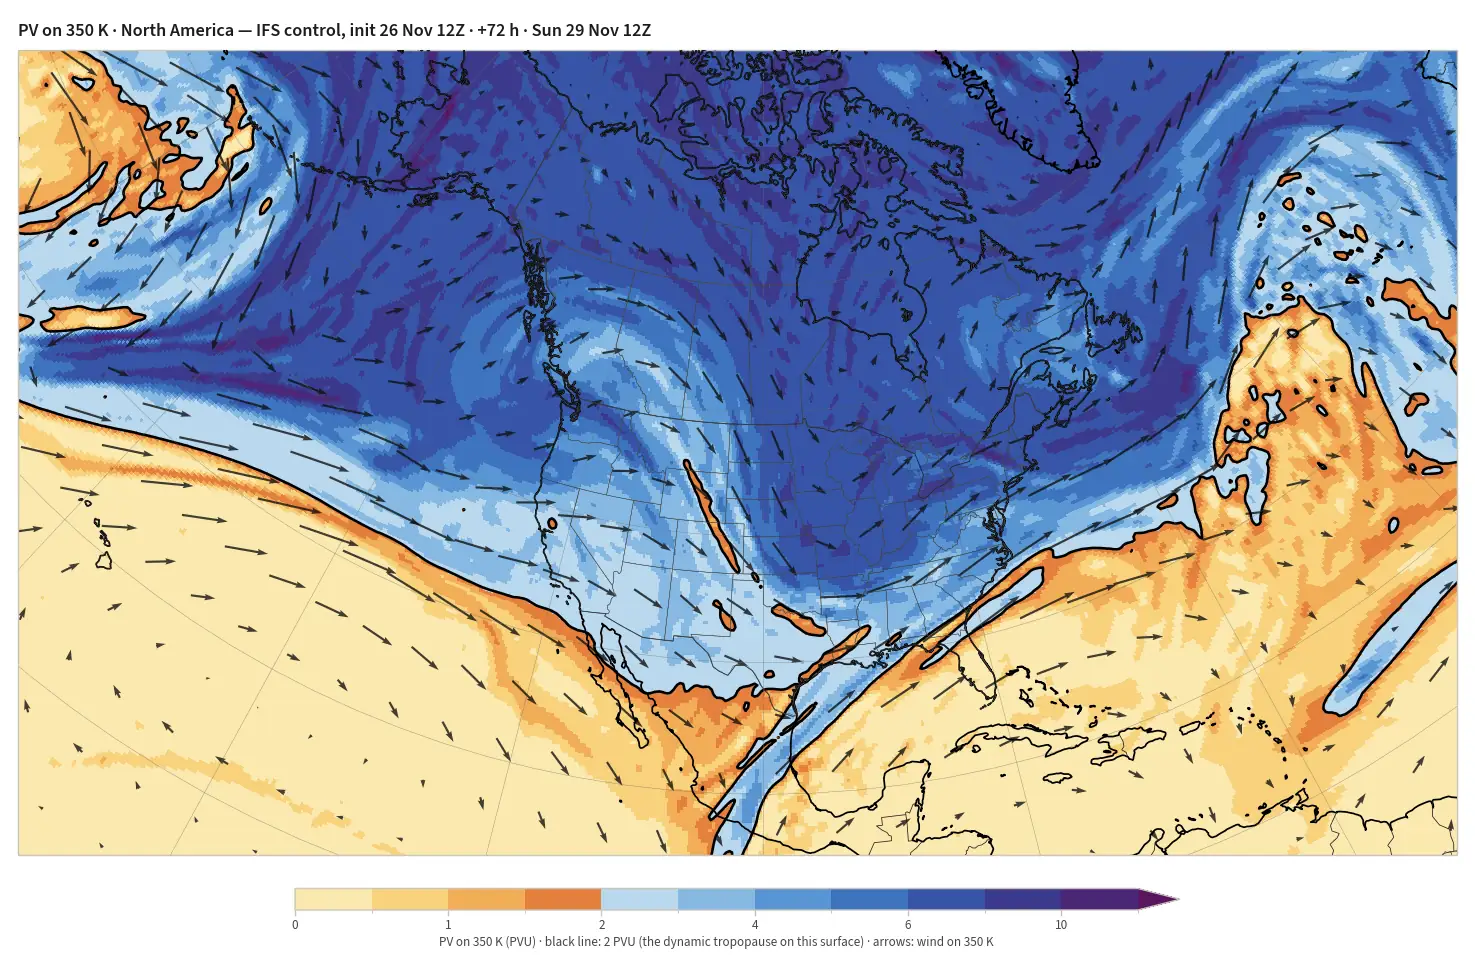 PV on 350 K · North America — IFS control, init 26 Nov 12Z · +72 h · Sun 29 Nov 12Z
0 1 2 4 6 10
PV on 350 K (PVU) · black line: 2 PVU (the dynamic tropopause on this surface) · arrows: wind on 350 K